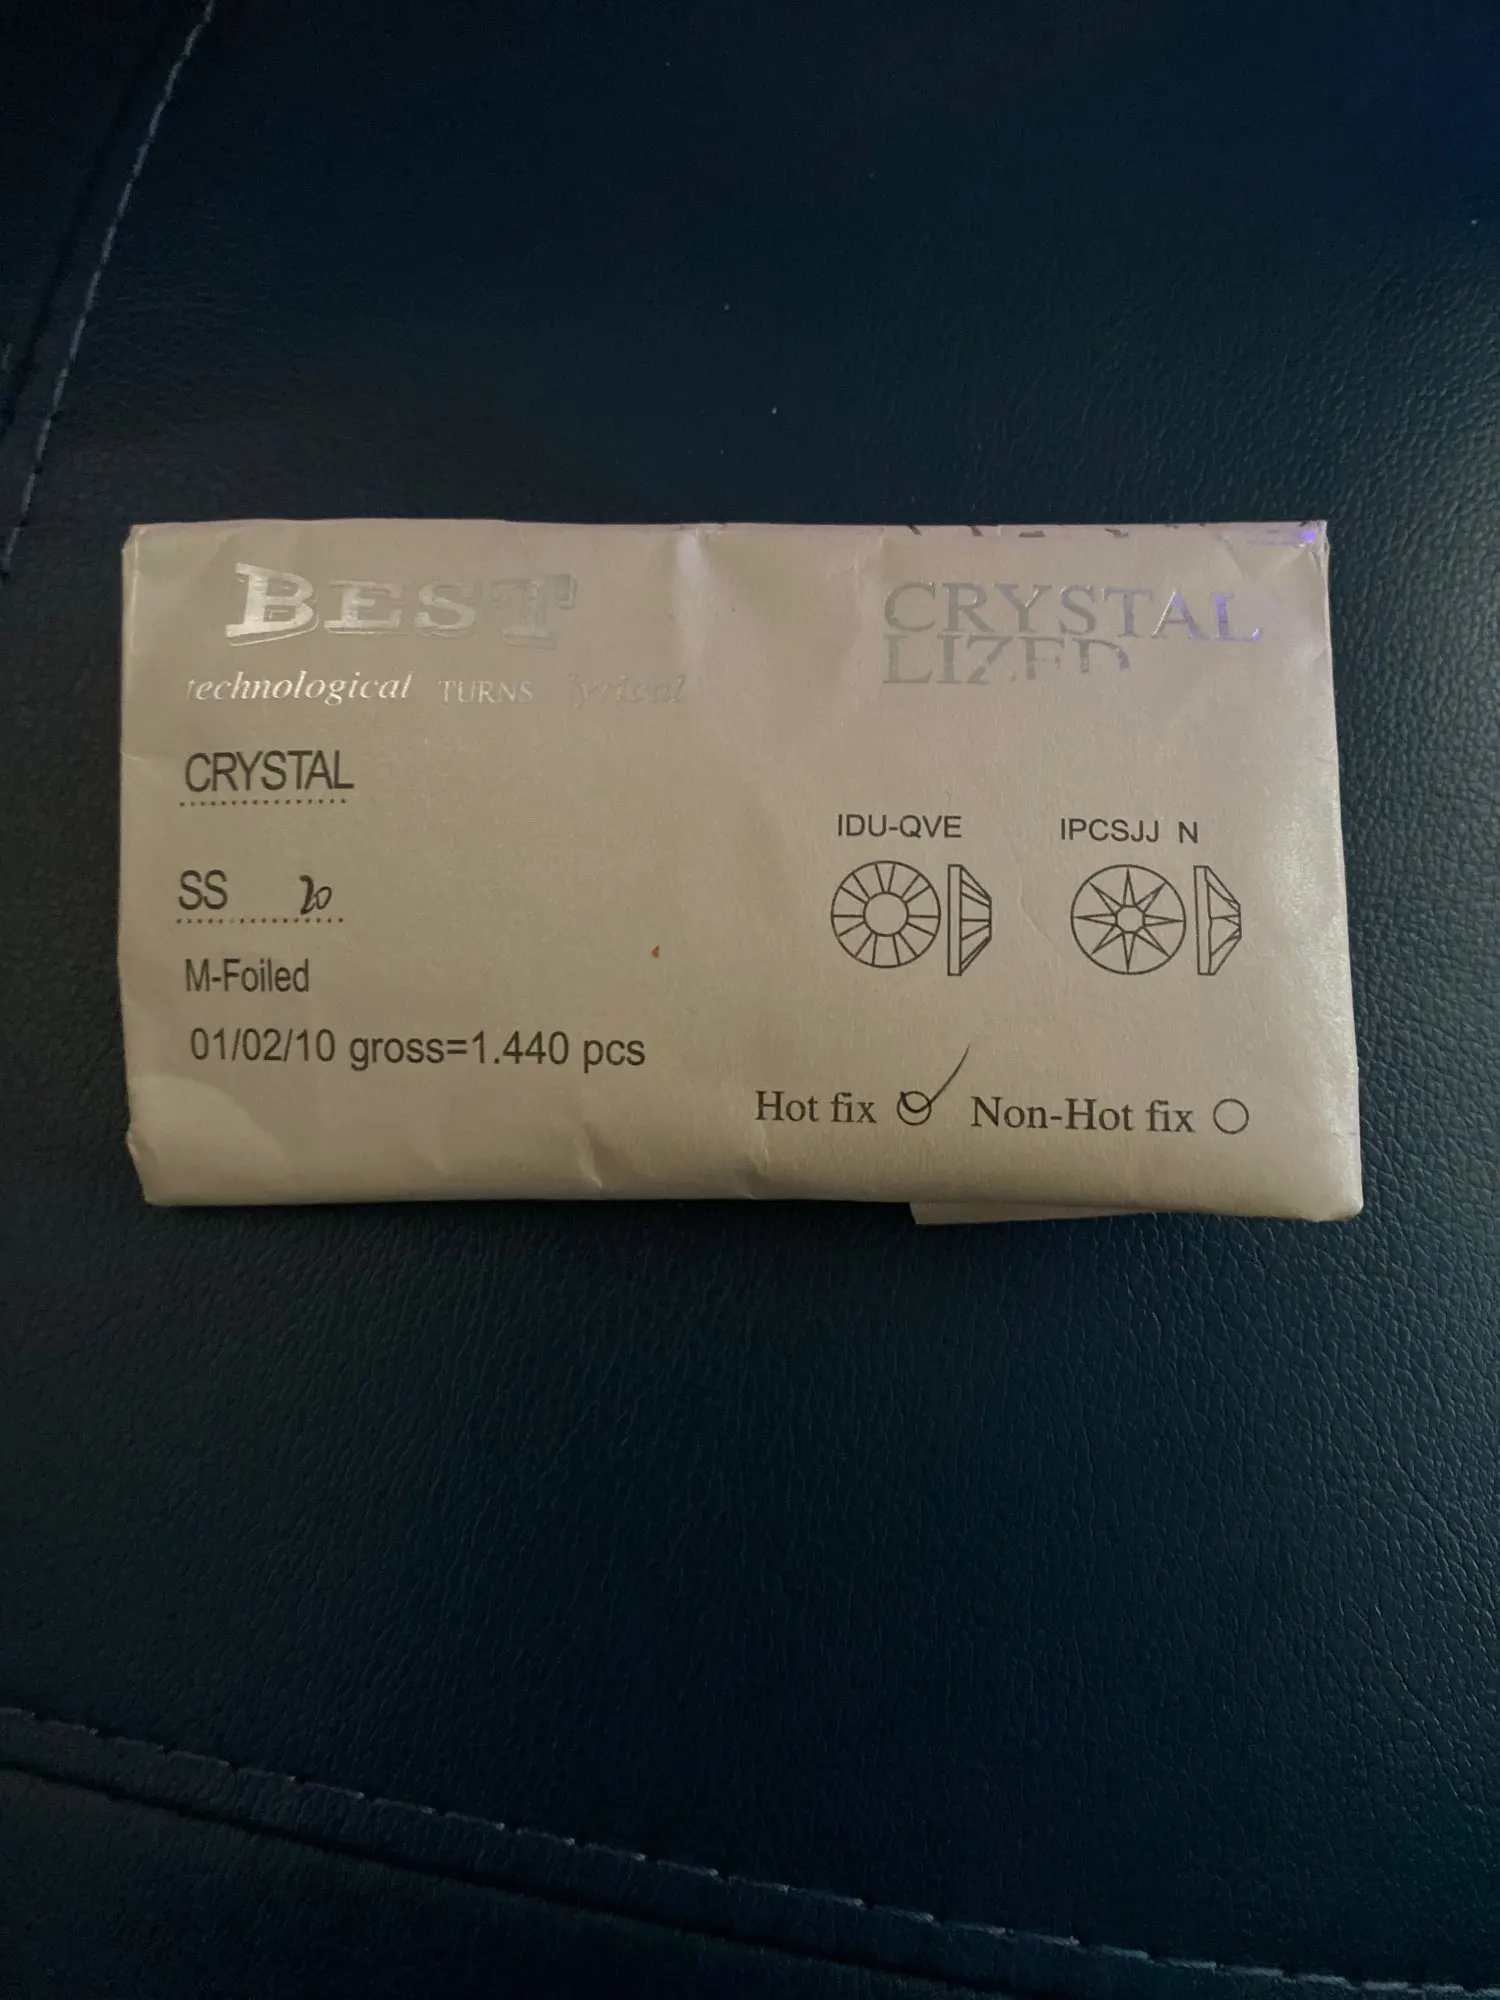 BEST
CRYSTAL
LIZED
technological TURNS lyrical
CRYSTAL
IDU-QVE
IPCSJJ N
SS 20
M-Foiled
01/02/10 gross=1.440 pcs
Hot fix Non-Hot fix